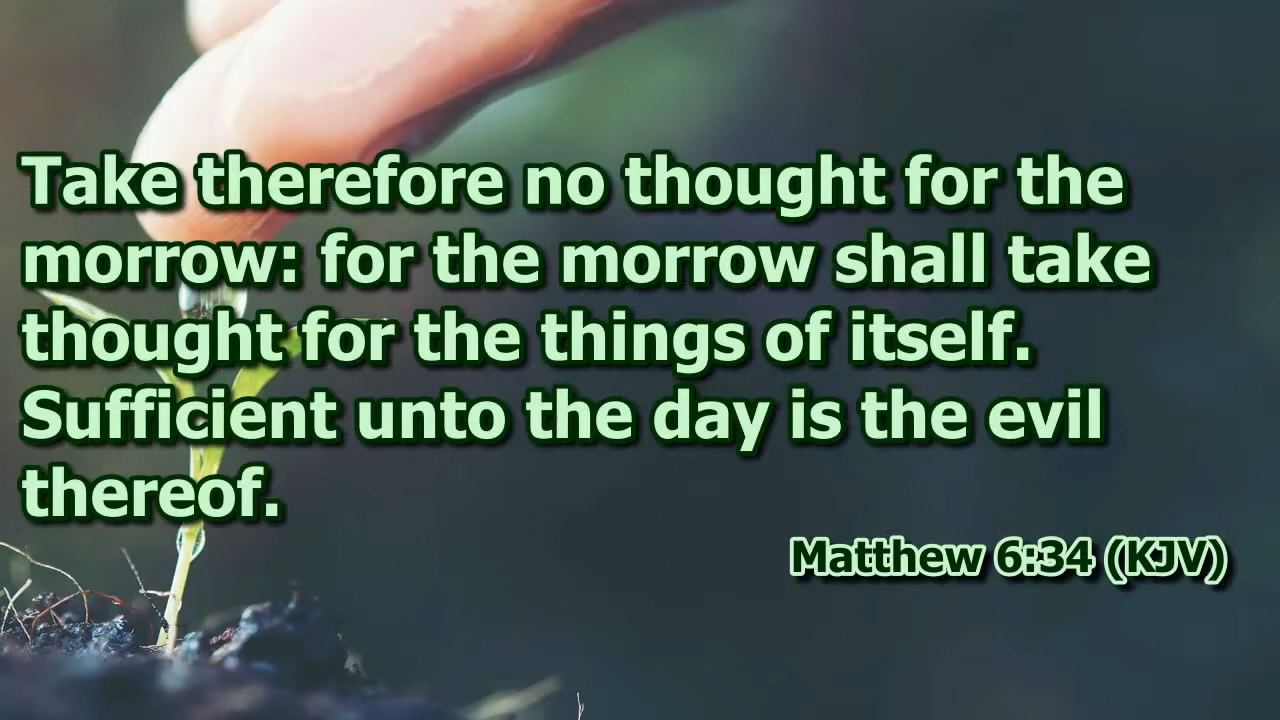 Take therefore no thought for the
morrow: for the morrow shall take
thought for the things of itself.
Sufficient unto the day is the evil
thereof.
Matthew 6:34 (KJV)